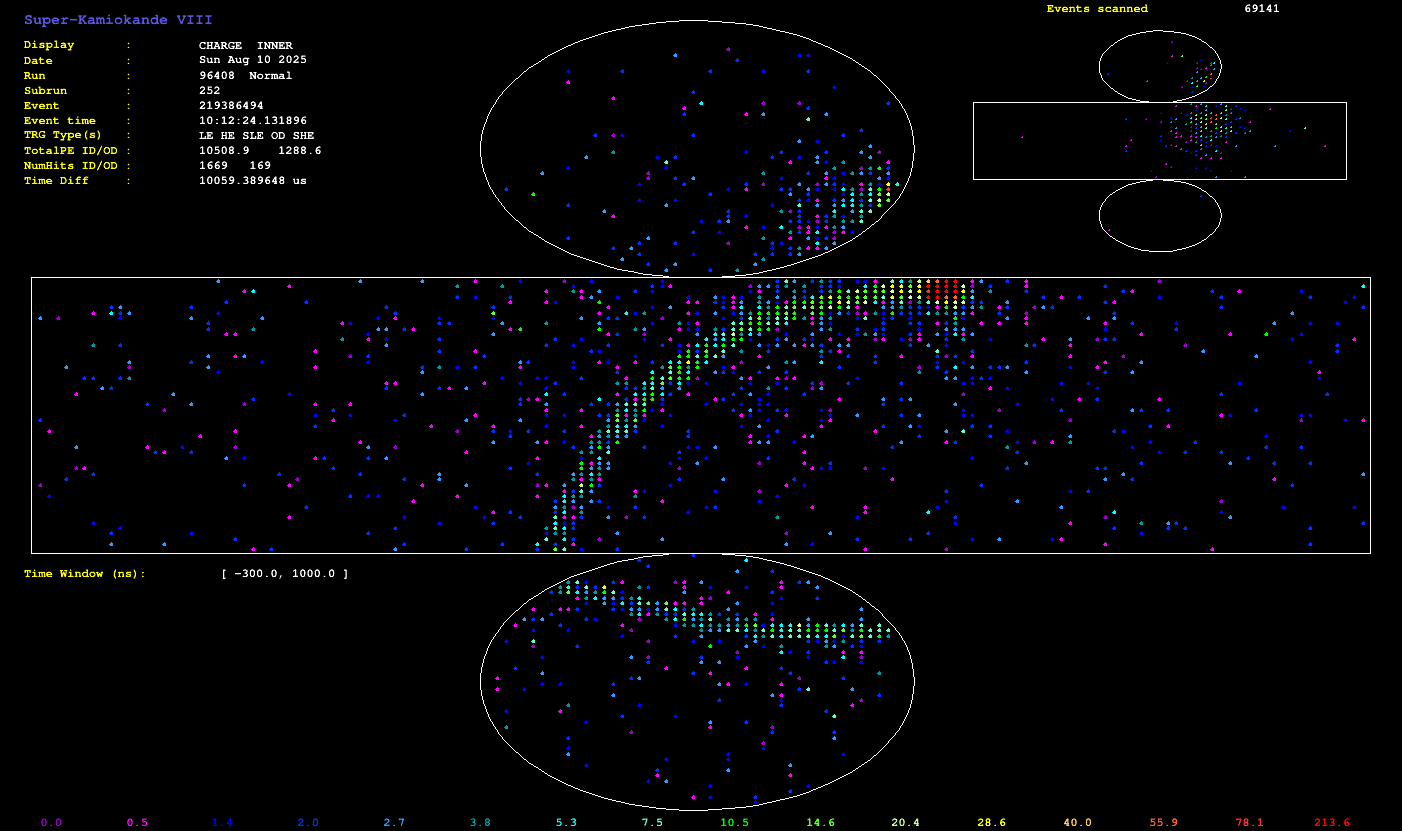 Super-Kamiokande VIII
Events scanned 69141
Display : CHARGE INNER
Date : Sun Aug 10 2025
Run : 96408 Normal
Subrun : 252
Event : 219386494
Event time : 10:12:24.131896
TRG Type(s) : LE HE SLE OD SHE
TotalPE ID/OD : 10508.9 1288.6
NumHits ID/OD : 1669 169
Time Diff : 10059.389648 us
Time Window (ns): [ -300.0, 1000.0 ]
0.0 0.5 1.4 2.0 2.7 3.8 5.3 7.5 10.5 14.6 20.4 28.6 40.0 55.9 78.1 213.6